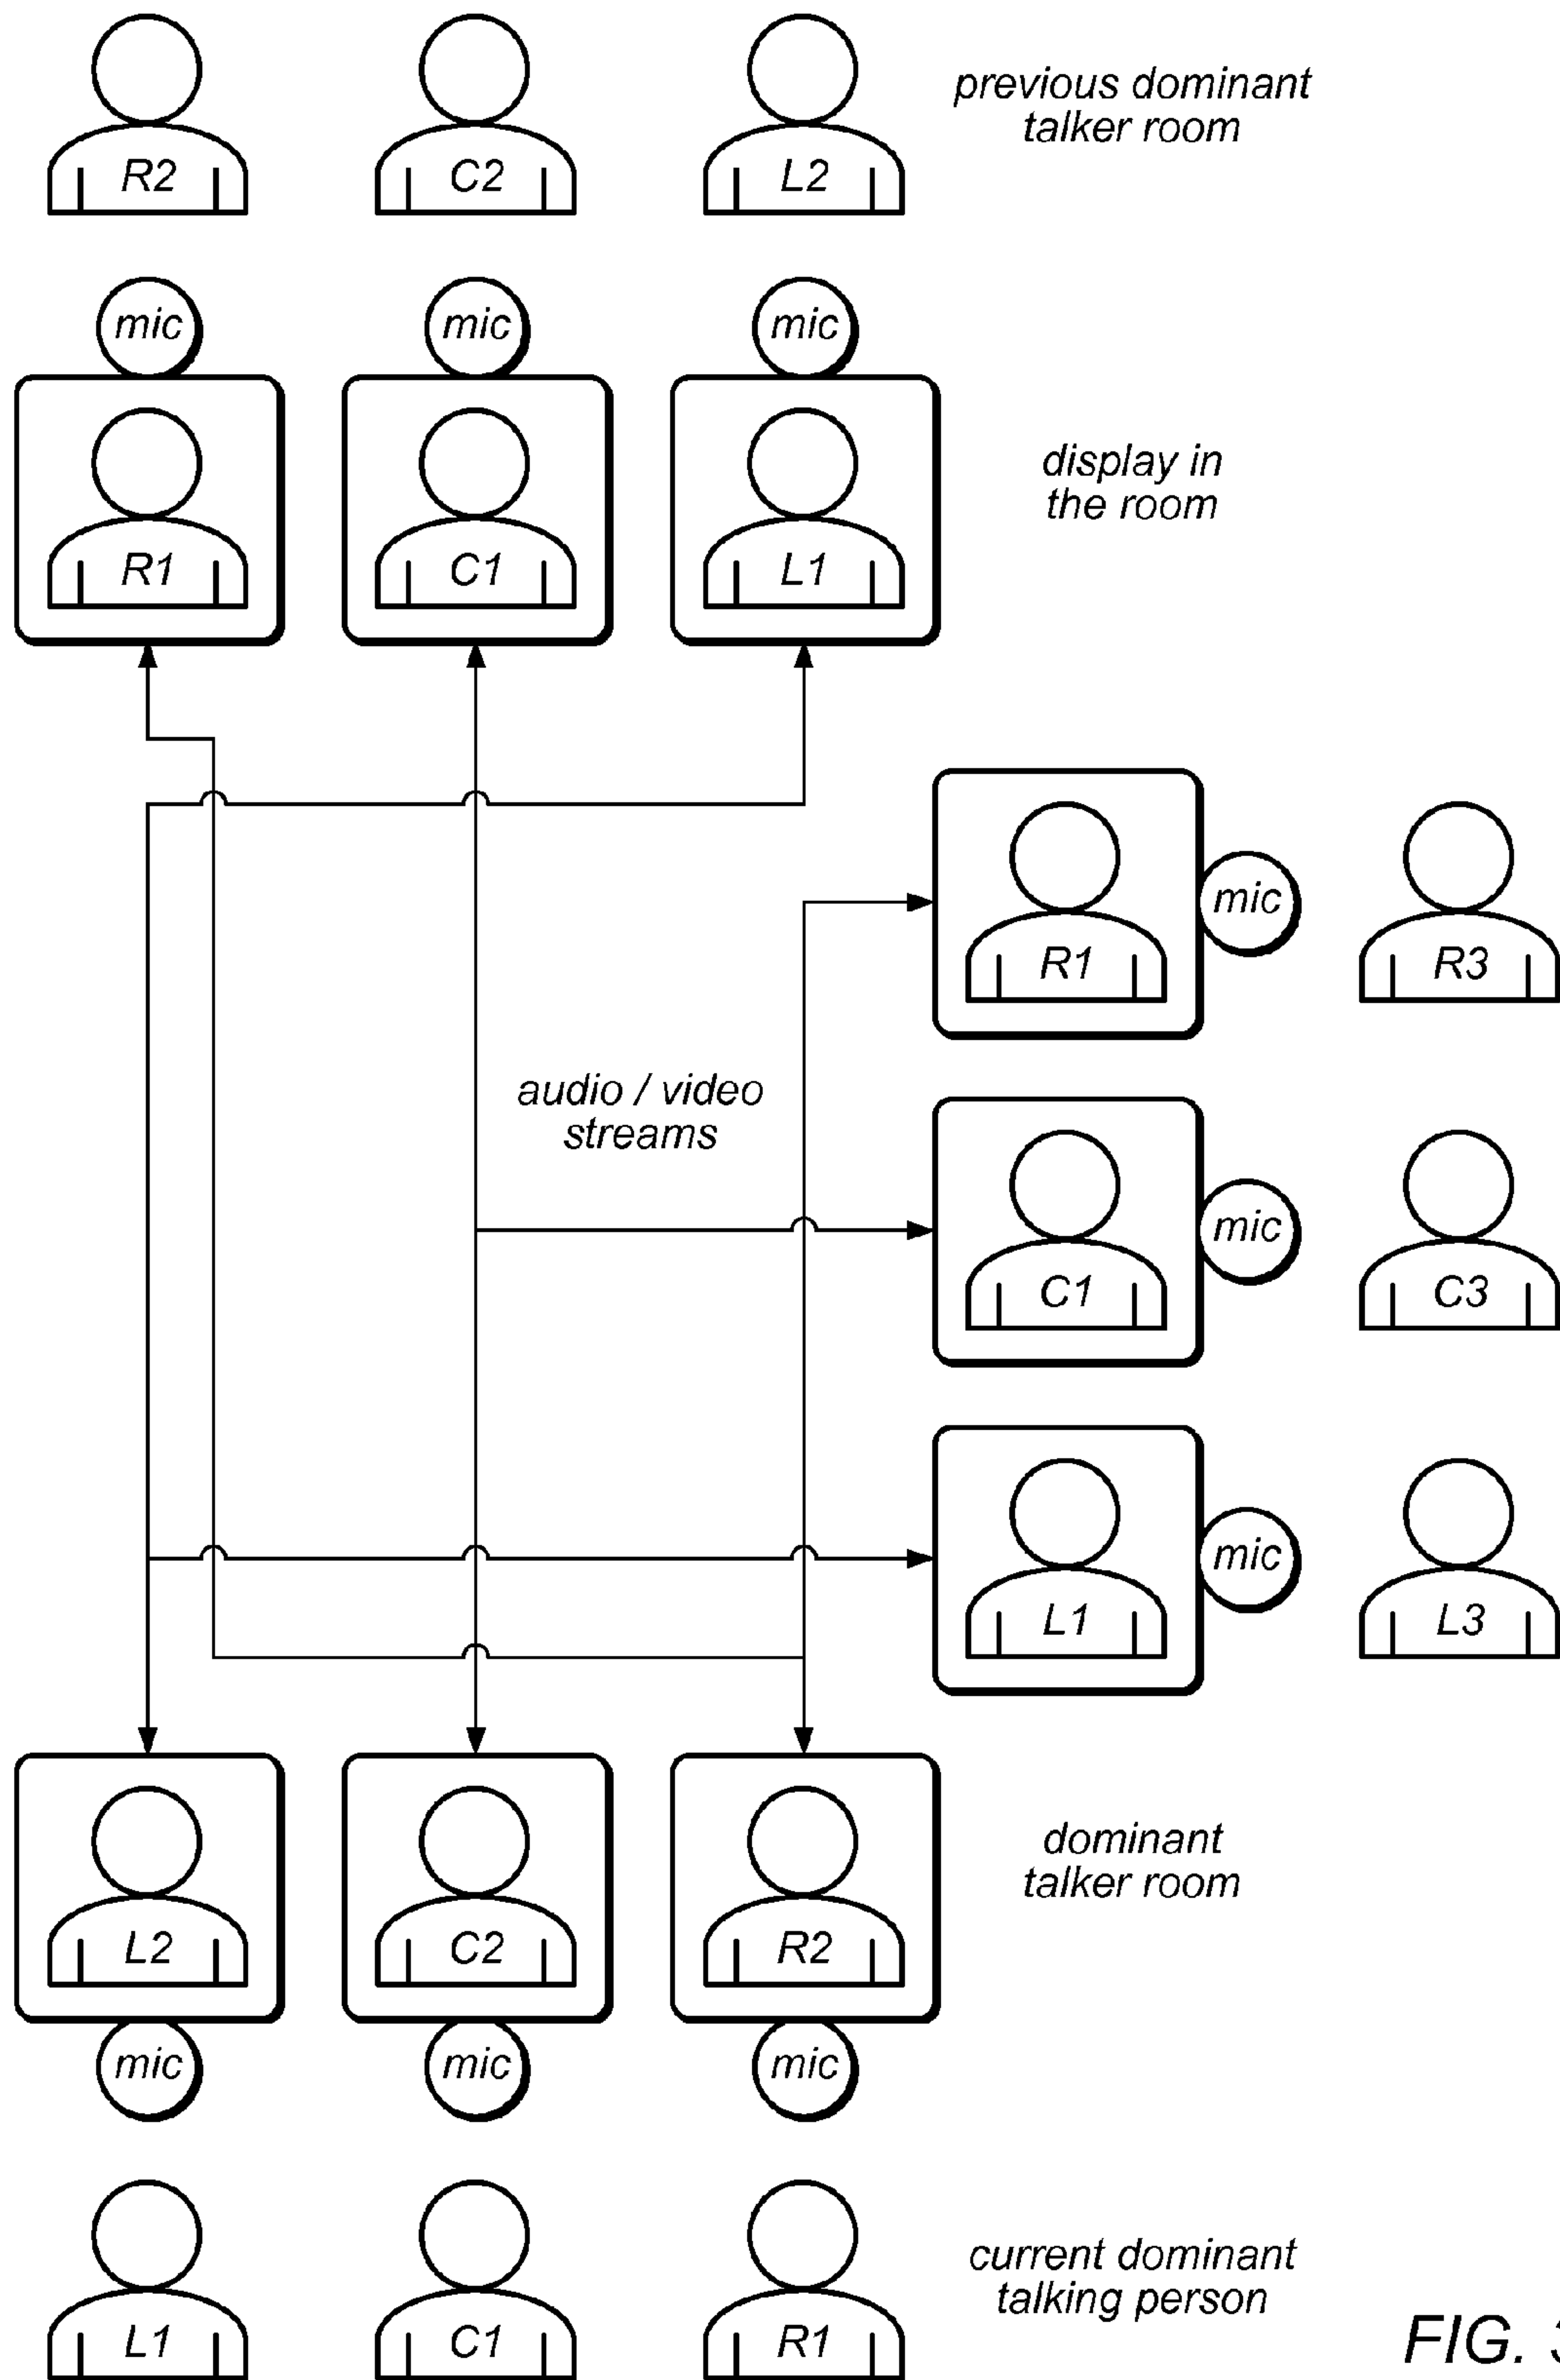 R2
C2
L2
previous dominant
talker room
mic
mic
mic
R1
C1
L1
display in
the room
R1
mic
R3
audio / video
streams
C1
mic
C3
L1
mic
L3
L2
C2
R2
dominant
talker room
mic
mic
mic
L1
C1
R1
current dominant
talking person
FIG.